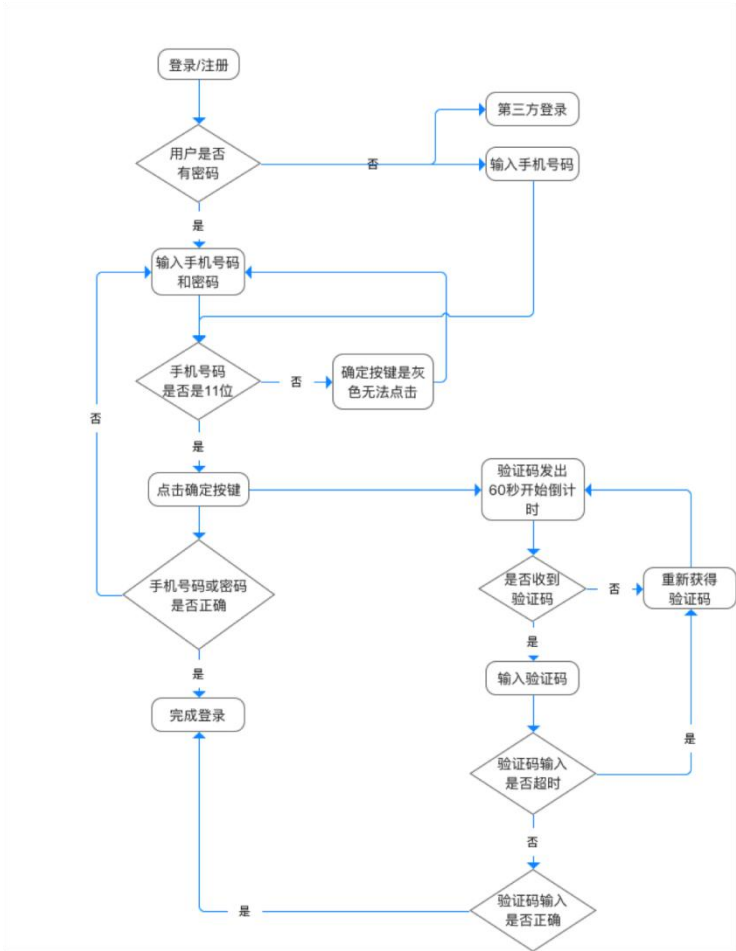 登录/注册
第三方登录
用户是否
有密码
否
输入手机号码
是
输入手机号码
和密码
手机号码
是否是11位
否
确定按键是灰
色无法点击
否
是
点击确定按键
验证码发出
60秒开始倒计
时
手机号码或密码
是否正确
是否收到
验证码
否
重新获得
验证码
是
是
输入验证码
完成登录
验证码输入
是否超时
是
否
验证码输入
是否正确
是